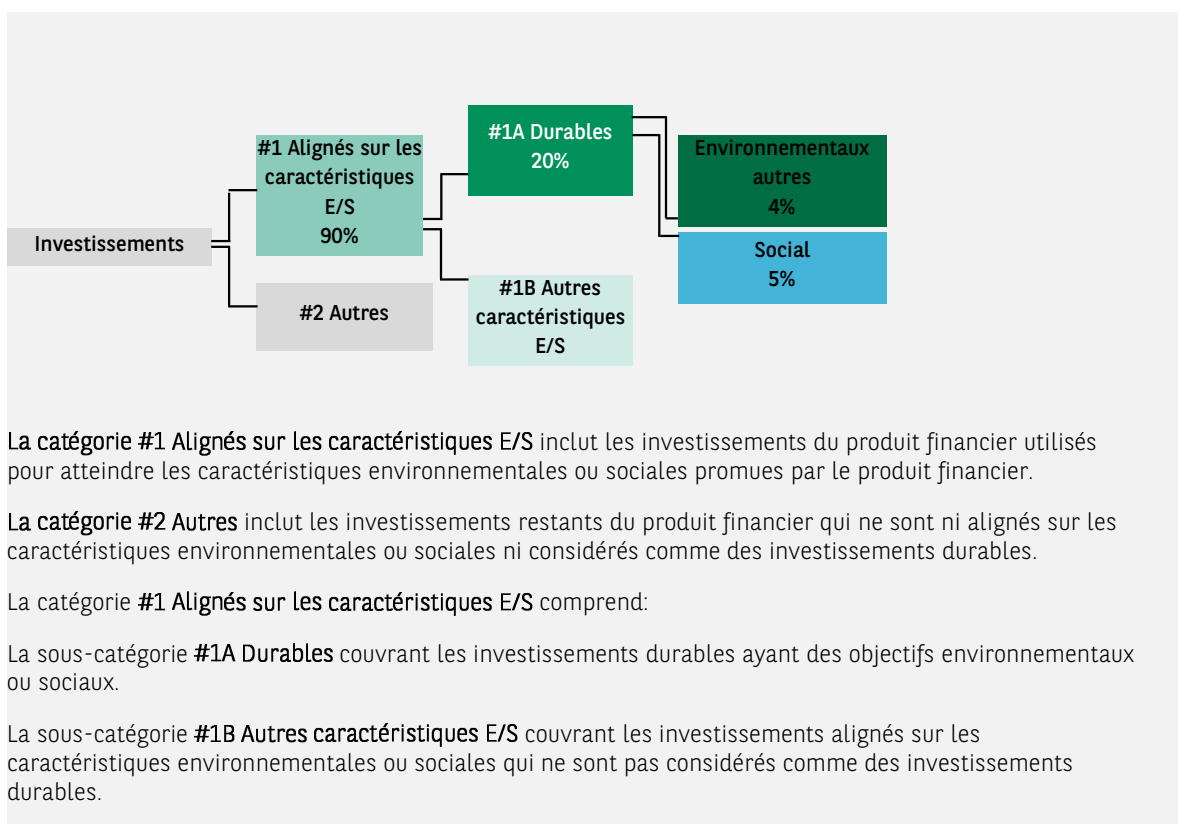 Investissements
#1 Alignés sur les
caractéristiques
E/S
90%
#2 Autres
#1A Durables
20%
#1B Autres
caractéristiques
E/S
Environnementaux
autres
4%
Social
5%
La catégorie #1 Alignés sur les caractéristiques E/S inclut les investissements du produit financier utilisés
pour atteindre les caractéristiques environnementales ou sociales promues par le produit financier.
La catégorie #2 Autres inclut les investissements restants du produit financier qui ne sont ni alignés sur les
caractéristiques environnementales ou sociales ni considérés comme des investissements durables.
La catégorie #1 Alignés sur les caractéristiques E/S comprend:
La sous-catégorie #1A Durables couvrant les investissements durables ayant des objectifs environnementaux
ou sociaux.
La sous-catégorie #1B Autres caractéristiques E/S couvrant les investissements alignés sur les
caractéristiques environnementales ou sociales qui ne sont pas considérés comme des investissements
durables.